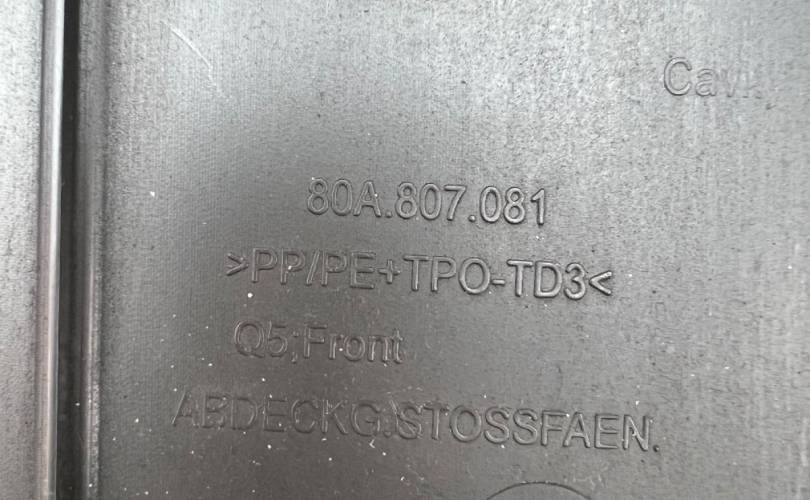 80A.807.081
>PP/PE+TPO-TD3<
Q5;Front
ABDECKG.STOSSFAEN.